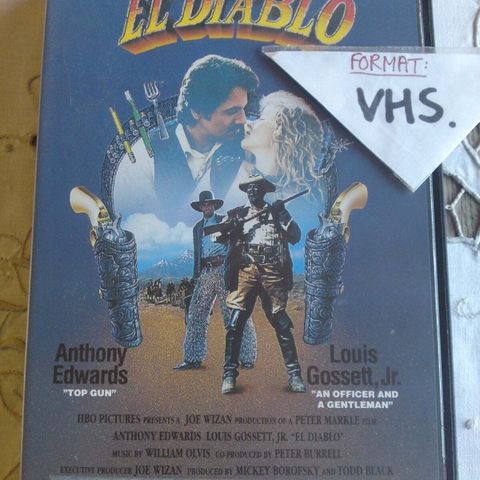 EL DIABLO
FORMAT:
VHS.
Anthony
Edwards
"TOP GUN"
Louis
Gossett, Jr.
"AN OFFICER AND
A GENTLEMAN"
HBO PICTURES PRESENTS A JOE WIZAN PRODUCTION OF A PETER MARKLE FILM
ANTHONY EDWARDS LOUIS GOSSETT, JR. "EL DIABLO"
MUSIC BY WILLIAM OLVIS CO-PRODUCED BY PETER BURRELL
EXECUTIVE PRODUCER JOE WIZAN PRODUCED BY MICKEY BOROFSKY AND TODD BLACK